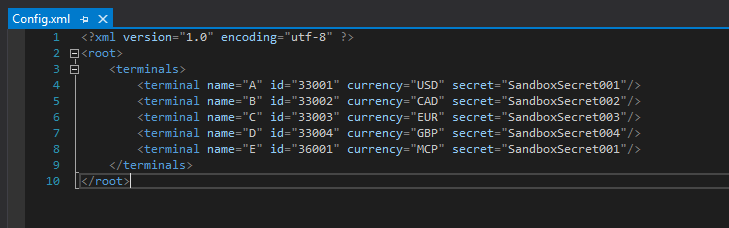 Config.xml
1 <?xml version="1.0" encoding="utf-8" ?>
2 <root>
3 <terminals>
4 <terminal name="A" id="33001" currency="USD" secret="SandboxSecret001"/>
5 <terminal name="B" id="33002" currency="CAD" secret="SandboxSecret002"/>
6 <terminal name="C" id="33003" currency="EUR" secret="SandboxSecret003"/>
7 <terminal name="D" id="33004" currency="GBP" secret="SandboxSecret004"/>
8 <terminal name="E" id="36001" currency="MCP" secret="SandboxSecret001"/>
9 </terminals>
10 </root>